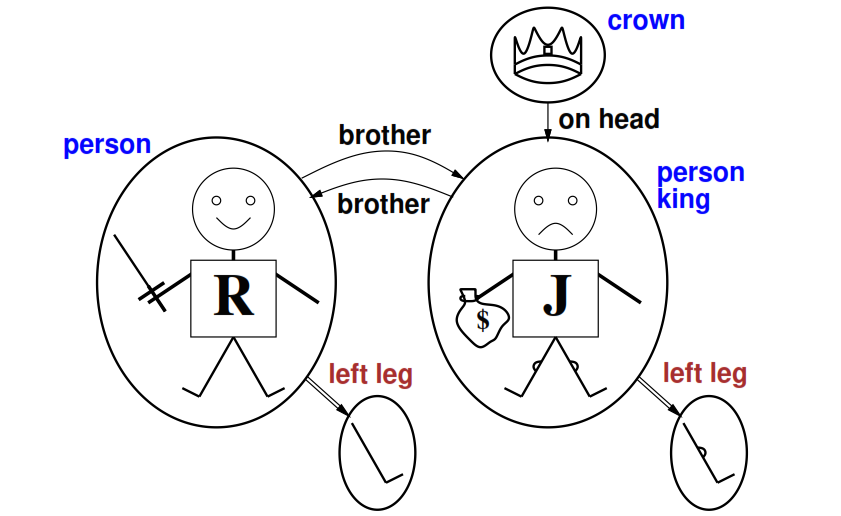 crown
on head
person
brother
person
king
brother
R
J
$
left leg
left leg